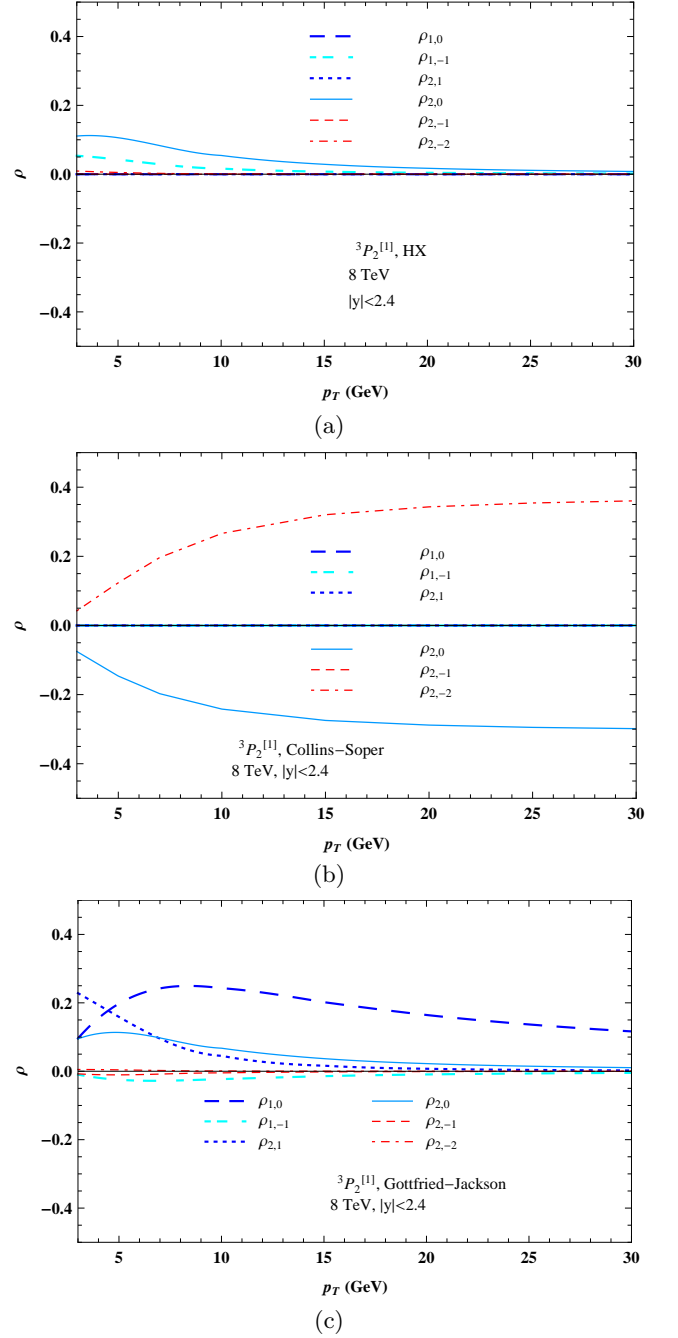 0.4
0.2
0.0
−0.2
−0.4
ρ
ρ1,0
ρ1,−1
ρ2,1
ρ2,0
ρ2,−1
ρ2,−2
³P₂[1], HX
8 TeV
|y|<2.4
5 10 15 20 25 30
pT (GeV)
(a)
0.4
0.2
0.0
−0.2
−0.4
ρ
ρ1,0
ρ1,−1
ρ2,1
ρ2,0
ρ2,−1
ρ2,−2
³P₂[1], Collins−Soper
8 TeV, |y|<2.4
5 10 15 20 25 30
pT (GeV)
(b)
0.4
0.2
0.0
−0.2
−0.4
ρ
ρ1,0 ρ2,0
ρ1,−1 ρ2,−1
ρ2,1 ρ2,−2
³P₂[1], Gottfried−Jackson
8 TeV, |y|<2.4
5 10 15 20 25 30
pT (GeV)
(c)